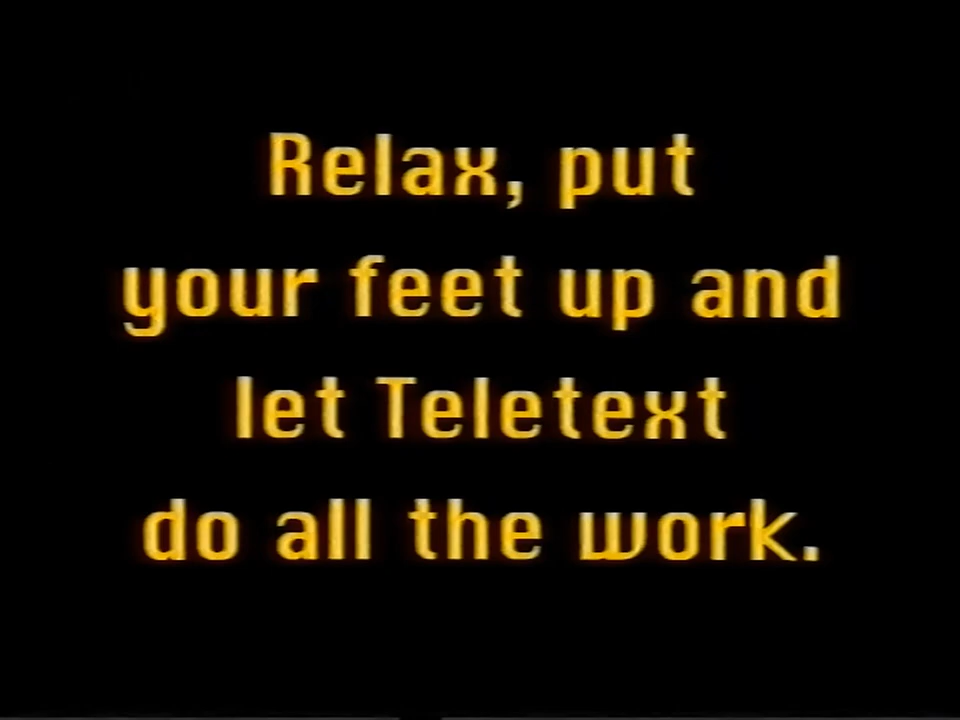 Relax, put
your feet up and
let Teletext
do all the work.